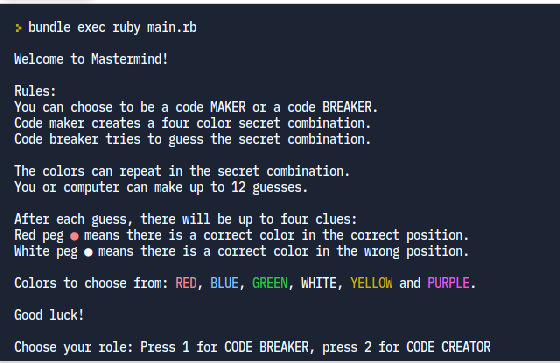 > bundle exec ruby main.rb
Welcome to Mastermind!
Rules:
You can choose to be a code MAKER or a code BREAKER.
Code maker creates a four color secret combination.
Code breaker tries to guess the secret combination.
The colors can repeat in the secret combination.
You or computer can make up to 12 guesses.
After each guess, there will be up to four clues:
Red peg ● means there is a correct color in the correct position.
White peg ● means there is a correct color in the wrong position.
Colors to choose from: RED, BLUE, GREEN, WHITE, YELLOW and PURPLE.
Good luck!
Choose your role: Press 1 for CODE BREAKER, press 2 for CODE CREATOR